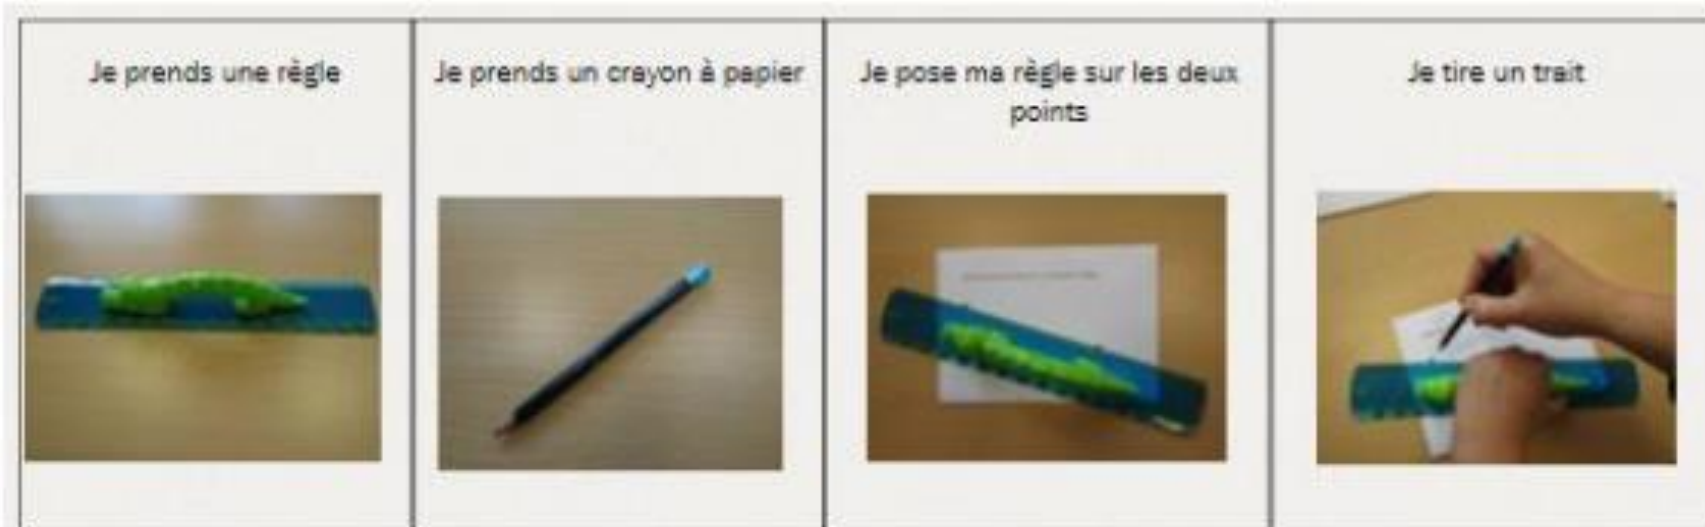 Je prends une règle
Je prends un crayon à papier
Je pose ma règle sur les deux
points
Je tire un trait